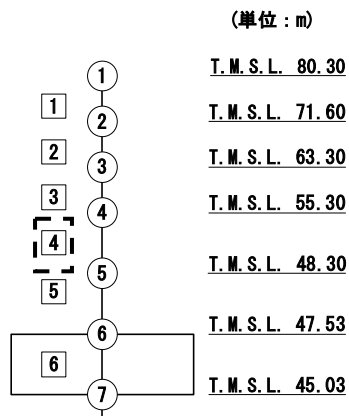 (単位:m)
① T.M.S.L. 80.30
1
② T.M.S.L. 71.60
2
③ T.M.S.L. 63.30
3
④ T.M.S.L. 55.30
4
⑤ T.M.S.L. 48.30
5
⑥ T.M.S.L. 47.53
6
⑦ T.M.S.L. 45.03